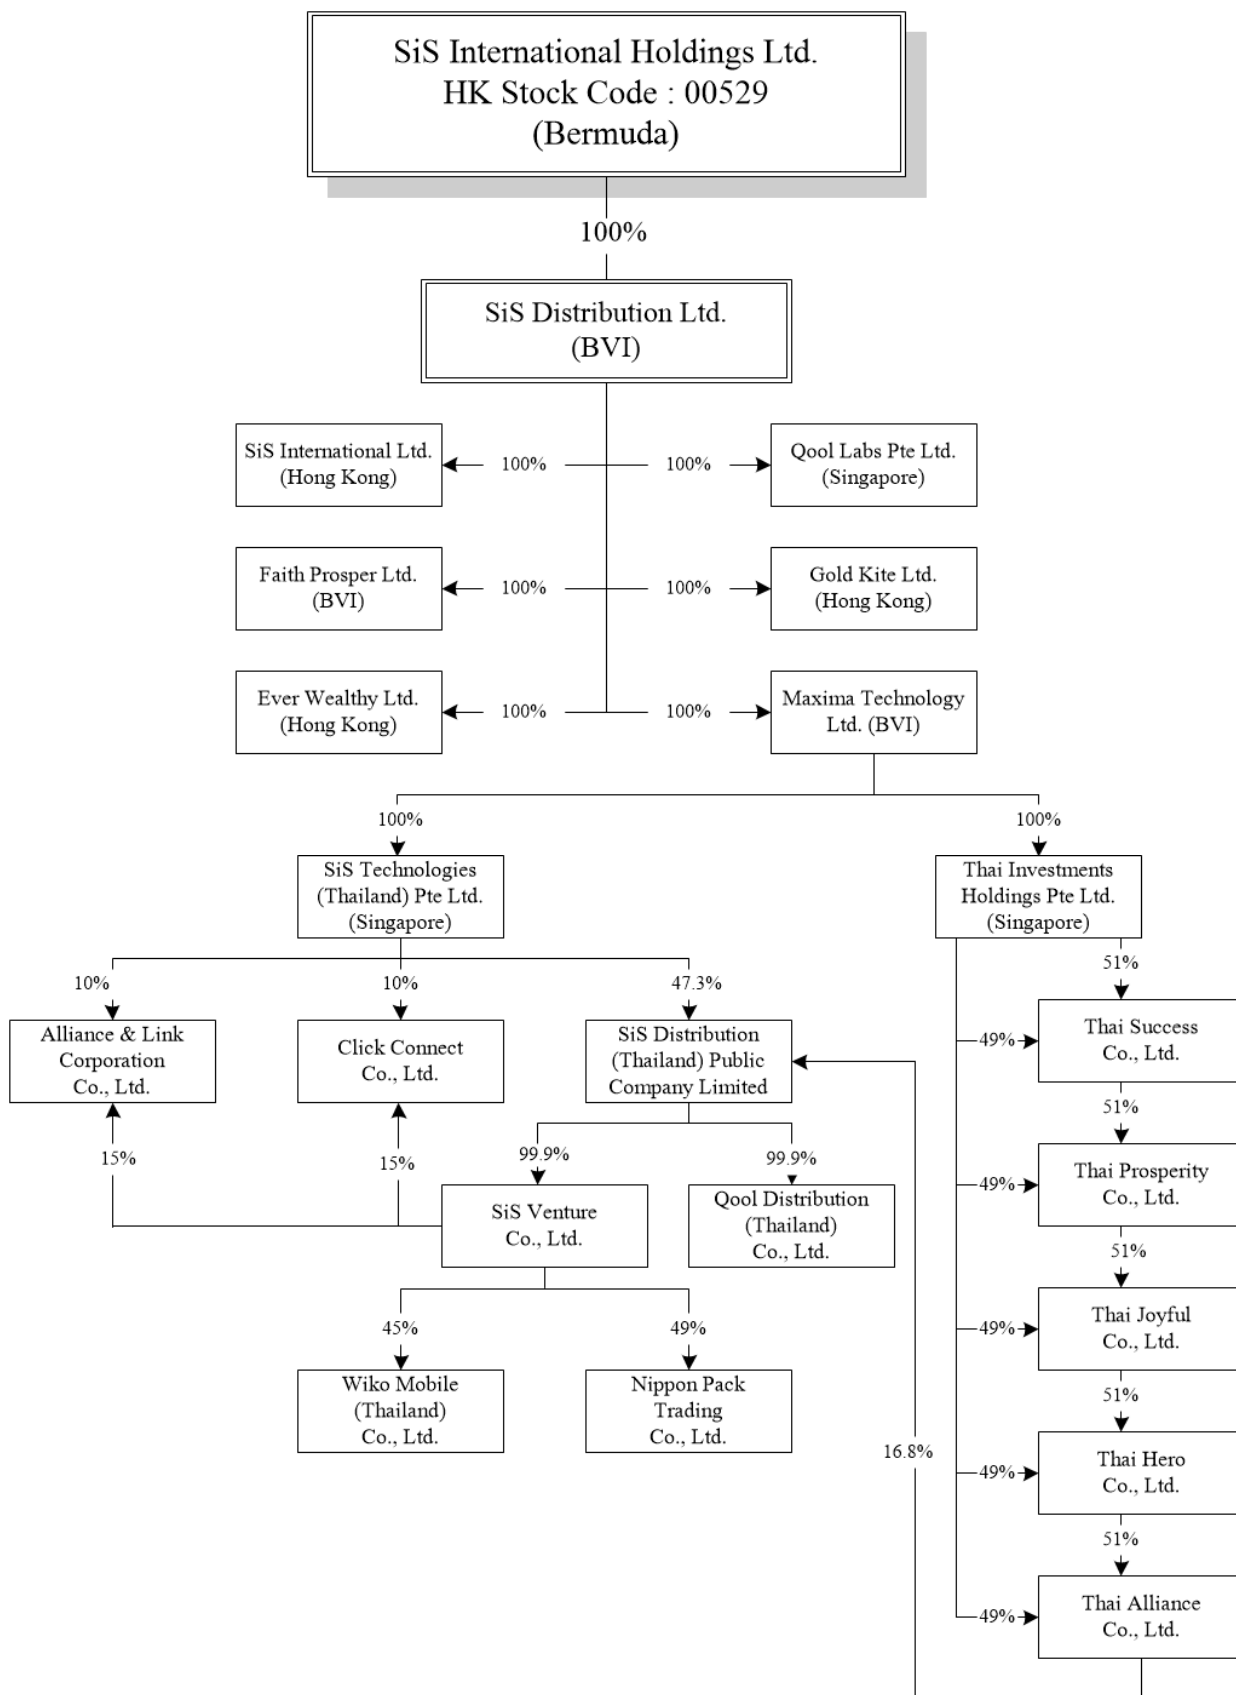 SiS International Holdings Ltd.
HK Stock Code : 00529
(Bermuda)
100%
SiS Distribution Ltd.
(BVI)
SiS International Ltd.
(Hong Kong)
100%
100%
Qool Labs Pte Ltd.
(Singapore)
Faith Prosper Ltd.
(BVI)
100%
100%
Gold Kite Ltd.
(Hong Kong)
Ever Wealthy Ltd.
(Hong Kong)
100%
100%
Maxima Technology
Ltd. (BVI)
100%
100%
SiS Technologies
(Thailand) Pte Ltd.
(Singapore)
Thai Investments
Holdings Pte Ltd.
(Singapore)
10%
10%
47.3%
51%
Alliance & Link
Corporation
Co., Ltd.
Click Connect
Co., Ltd.
SiS Distribution
(Thailand) Public
Company Limited
49%
Thai Success
Co., Ltd.
51%
15%
15%
99.9%
99.9%
SiS Venture
Co., Ltd.
Qool Distribution
(Thailand)
Co., Ltd.
49%
Thai Prosperity
Co., Ltd.
51%
45%
49%
49%
Thai Joyful
Co., Ltd.
Wiko Mobile
(Thailand)
Co., Ltd.
Nippon Pack
Trading
Co., Ltd.
51%
16.8%
49%
Thai Hero
Co., Ltd.
51%
49%
Thai Alliance
Co., Ltd.